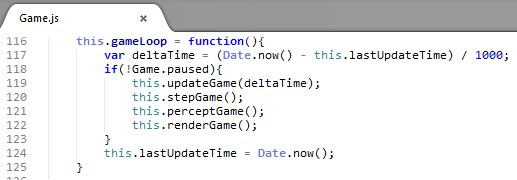 Game.js ×
116 this.gameLoop = function(){
117 var deltaTime = (Date.now() - this.lastUpdateTime) / 1000;
118 if(!Game.paused){
119 this.updateGame(deltaTime);
120 this.stepGame();
121 this.perceptGame();
122 this.renderGame();
123 }
124 this.lastUpdateTime = Date.now();
125 }